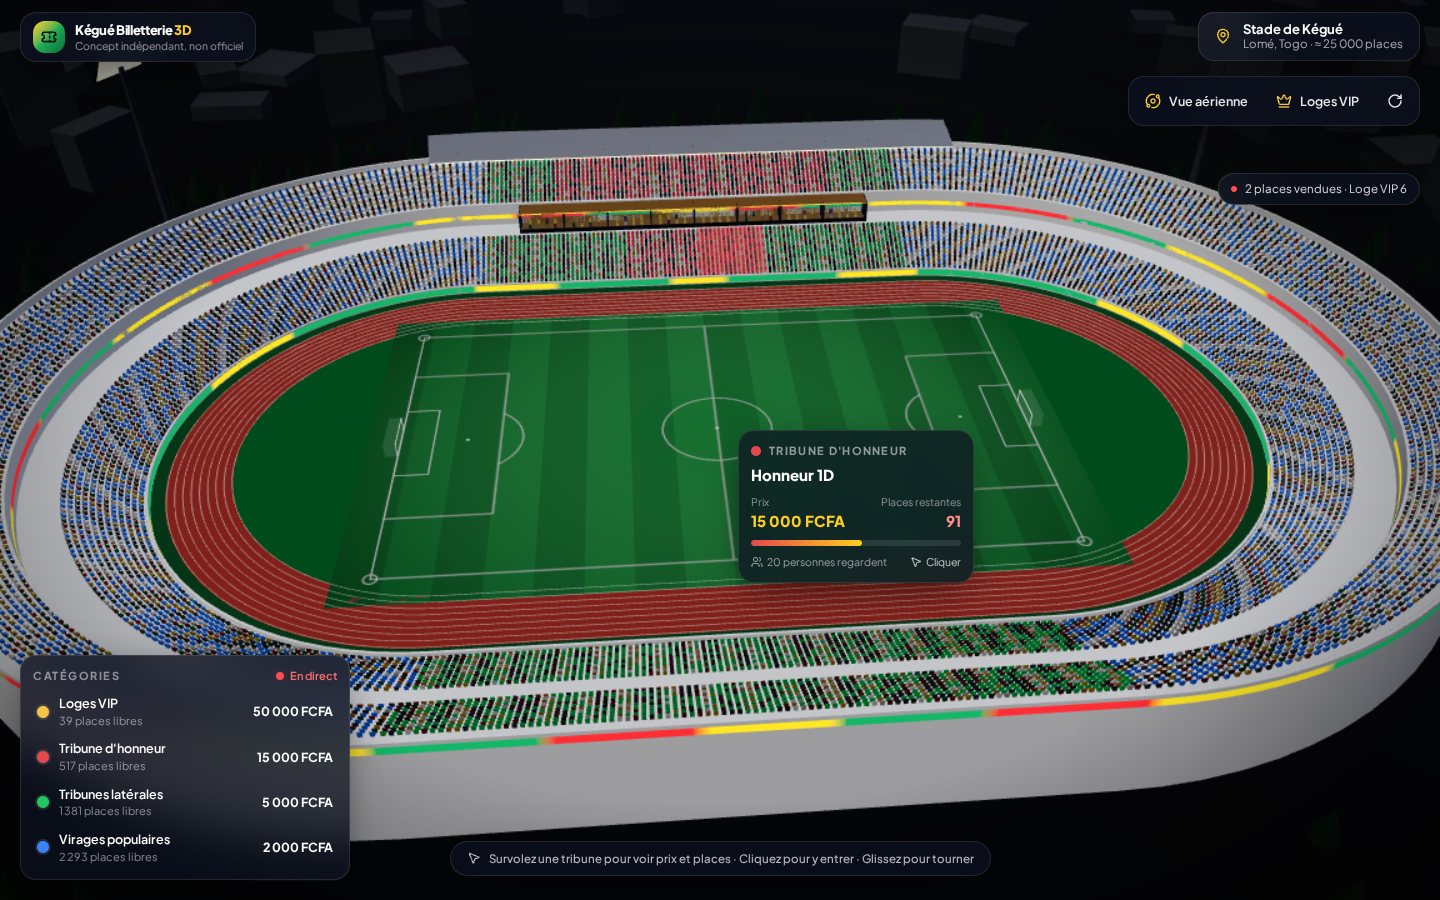 Kégué Billetterie 3D
Concept indépendant, non officiel
Stade de Kégué
Lomé, Togo · ≈ 25 000 places
Vue aérienne
Loges VIP
2 places vendues · Loge VIP 6
TRIBUNE D'HONNEUR
Honneur 1D
Prix
Places restantes
15 000 FCFA
91
20 personnes regardent
Cliquer
CATÉGORIES
En direct
Loges VIP
50 000 FCFA
39 places libres
Tribune d'honneur
15 000 FCFA
517 places libres
Tribunes latérales
5 000 FCFA
1 381 places libres
Virages populaires
2 000 FCFA
2 293 places libres
Survolez une tribune pour voir prix et places · Cliquez pour y entrer · Glissez pour tourner